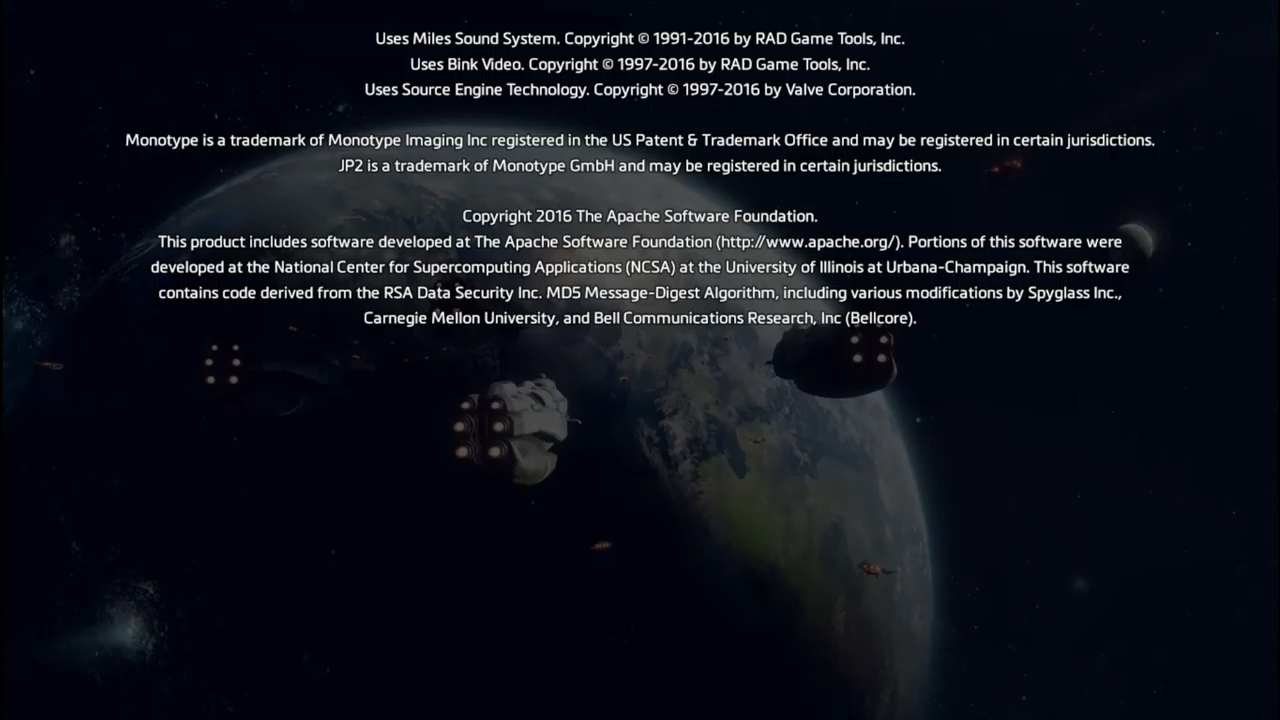 Uses Miles Sound System. Copyright © 1991-2016 by RAD Game Tools, Inc.
Uses Bink Video. Copyright © 1997-2016 by RAD Game Tools, Inc.
Uses Source Engine Technology. Copyright © 1997-2016 by Valve Corporation.
Monotype is a trademark of Monotype Imaging Inc registered in the US Patent & Trademark Office and may be registered in certain jurisdictions.
JP2 is a trademark of Monotype GmbH and may be registered in certain jurisdictions.
Copyright 2016 The Apache Software Foundation.
This product includes software developed at The Apache Software Foundation (http://www.apache.org/). Portions of this software were
developed at the National Center for Supercomputing Applications (NCSA) at the University of Illinois at Urbana-Champaign. This software
contains code derived from the RSA Data Security Inc. MD5 Message-Digest Algorithm, including various modifications by Spyglass Inc.,
Carnegie Mellon University, and Bell Communications Research, Inc (Bellcore).